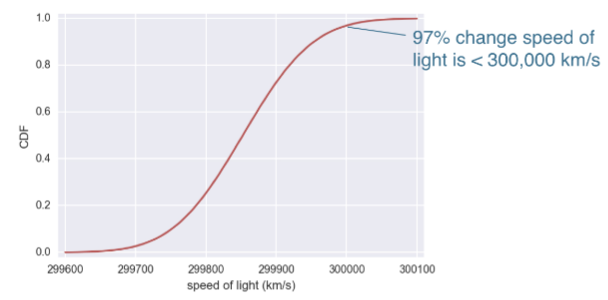 1.0
97% change speed of
light is < 300,000 km/s
0.8
0.6
CDF
0.4
0.2
0.0
299600 299700 299800 299900 300000 300100
speed of light (km/s)